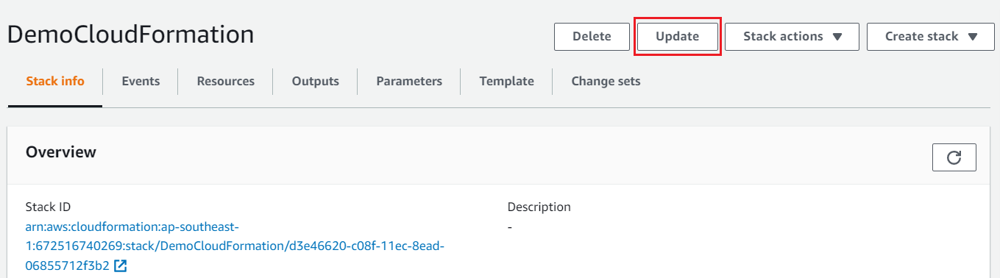 DemoCloudFormation
Delete
Update
Stack actions
Create stack
Stack info
Events
Resources
Outputs
Parameters
Template
Change sets
Overview
Stack ID
arn:aws:cloudformation:ap-southeast-
1:672516740269:stack/DemoCloudFormation/d3e46620-c08f-11ec-8ead-
06855712f3b2
Description
-